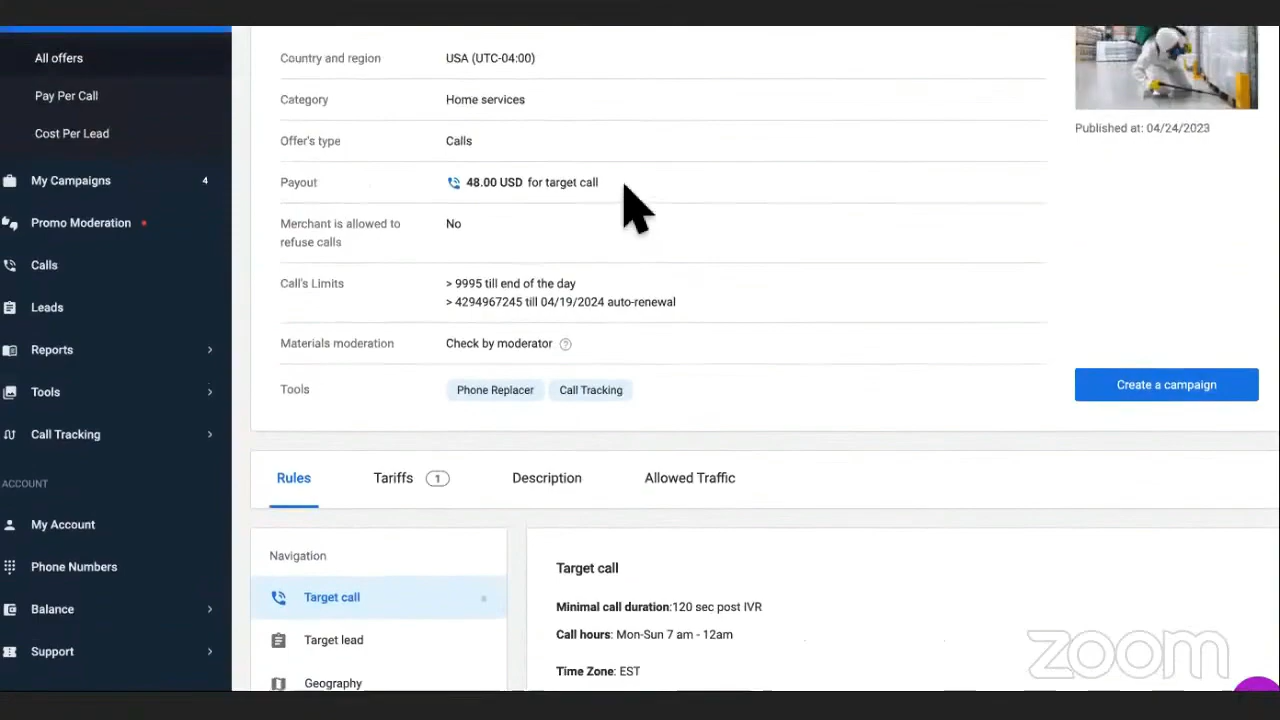 All offers
Pay Per Call
Cost Per Lead
My Campaigns 4
Promo Moderation
Calls
Leads
Reports
Tools
Call Tracking
ACCOUNT
My Account
Phone Numbers
Balance
Support
Country and region USA (UTC-04:00)
Category Home services
Offer's type Calls
Payout 48.00 USD for target call
Merchant is allowed to refuse calls No
Call's Limits > 9995 till end of the day
> 4294967245 till 04/19/2024 auto-renewal
Materials moderation Check by moderator
Tools Phone Replacer Call Tracking
Published at: 04/24/2023
Create a campaign
Rules Tariffs 1 Description Allowed Traffic
Navigation
Target call
Target lead
Geography
Target call
Minimal call duration:120 sec post IVR
Call hours: Mon-Sun 7 am - 12am
Time Zone: EST
zoom